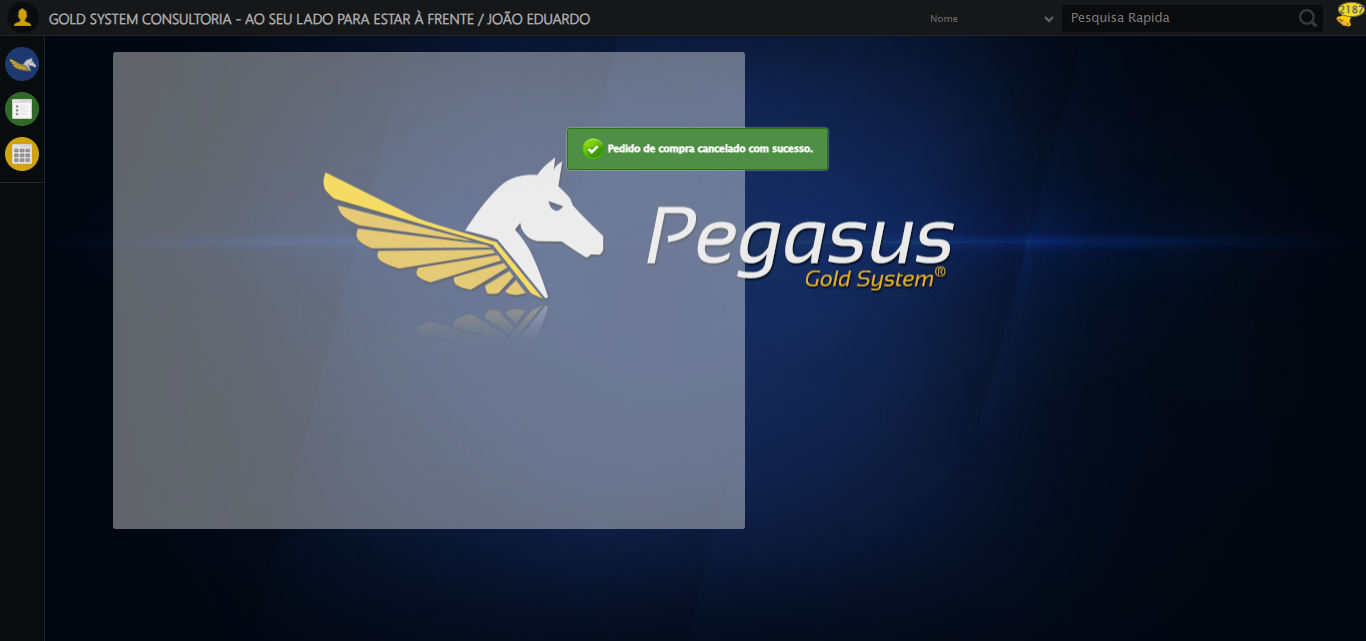 GOLD SYSTEM CONSULTORIA - AO SEU LADO PARA ESTAR À FRENTE / JOÃO EDUARDO
Nome
Pesquisa Rapida
2187
Pedido de compra cancelado com sucesso.
Pegasus
Gold System®